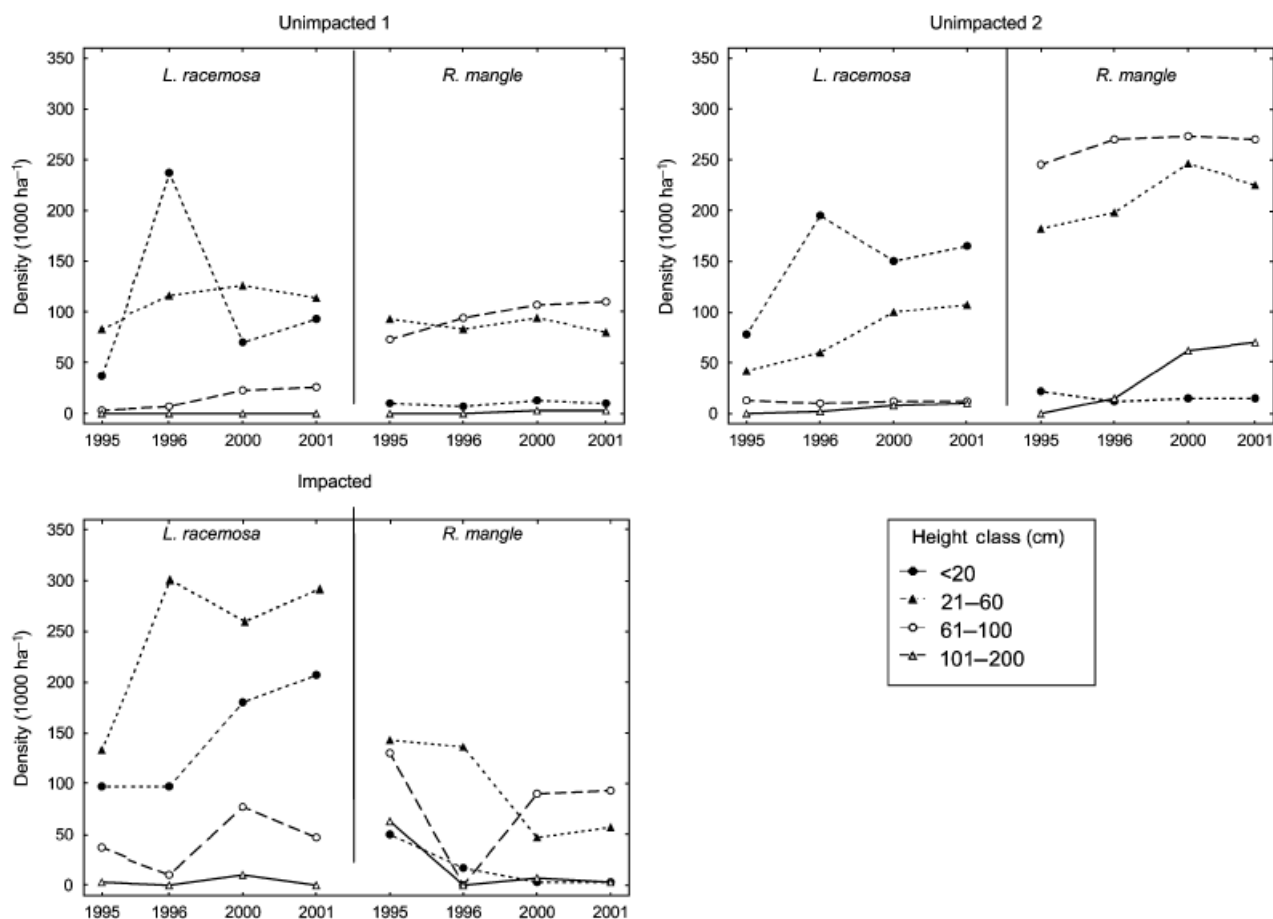 Unimpacted 1
L. racemosa
R. mangle
Density (1000 ha⁻¹)
350
300
250
200
150
100
50
0
1995 1996 2000 2001 1995 1996 2000 2001
Unimpacted 2
L. racemosa
R. mangle
Density (1000 ha⁻¹)
350
300
250
200
150
100
50
0
1995 1996 2000 2001 1995 1996 2000 2001
Impacted
L. racemosa
R. mangle
Density (1000 ha⁻¹)
350
300
250
200
150
100
50
0
1995 1996 2000 2001 1995 1996 2000 2001
Height class (cm)
<20
21–60
61–100
101–200